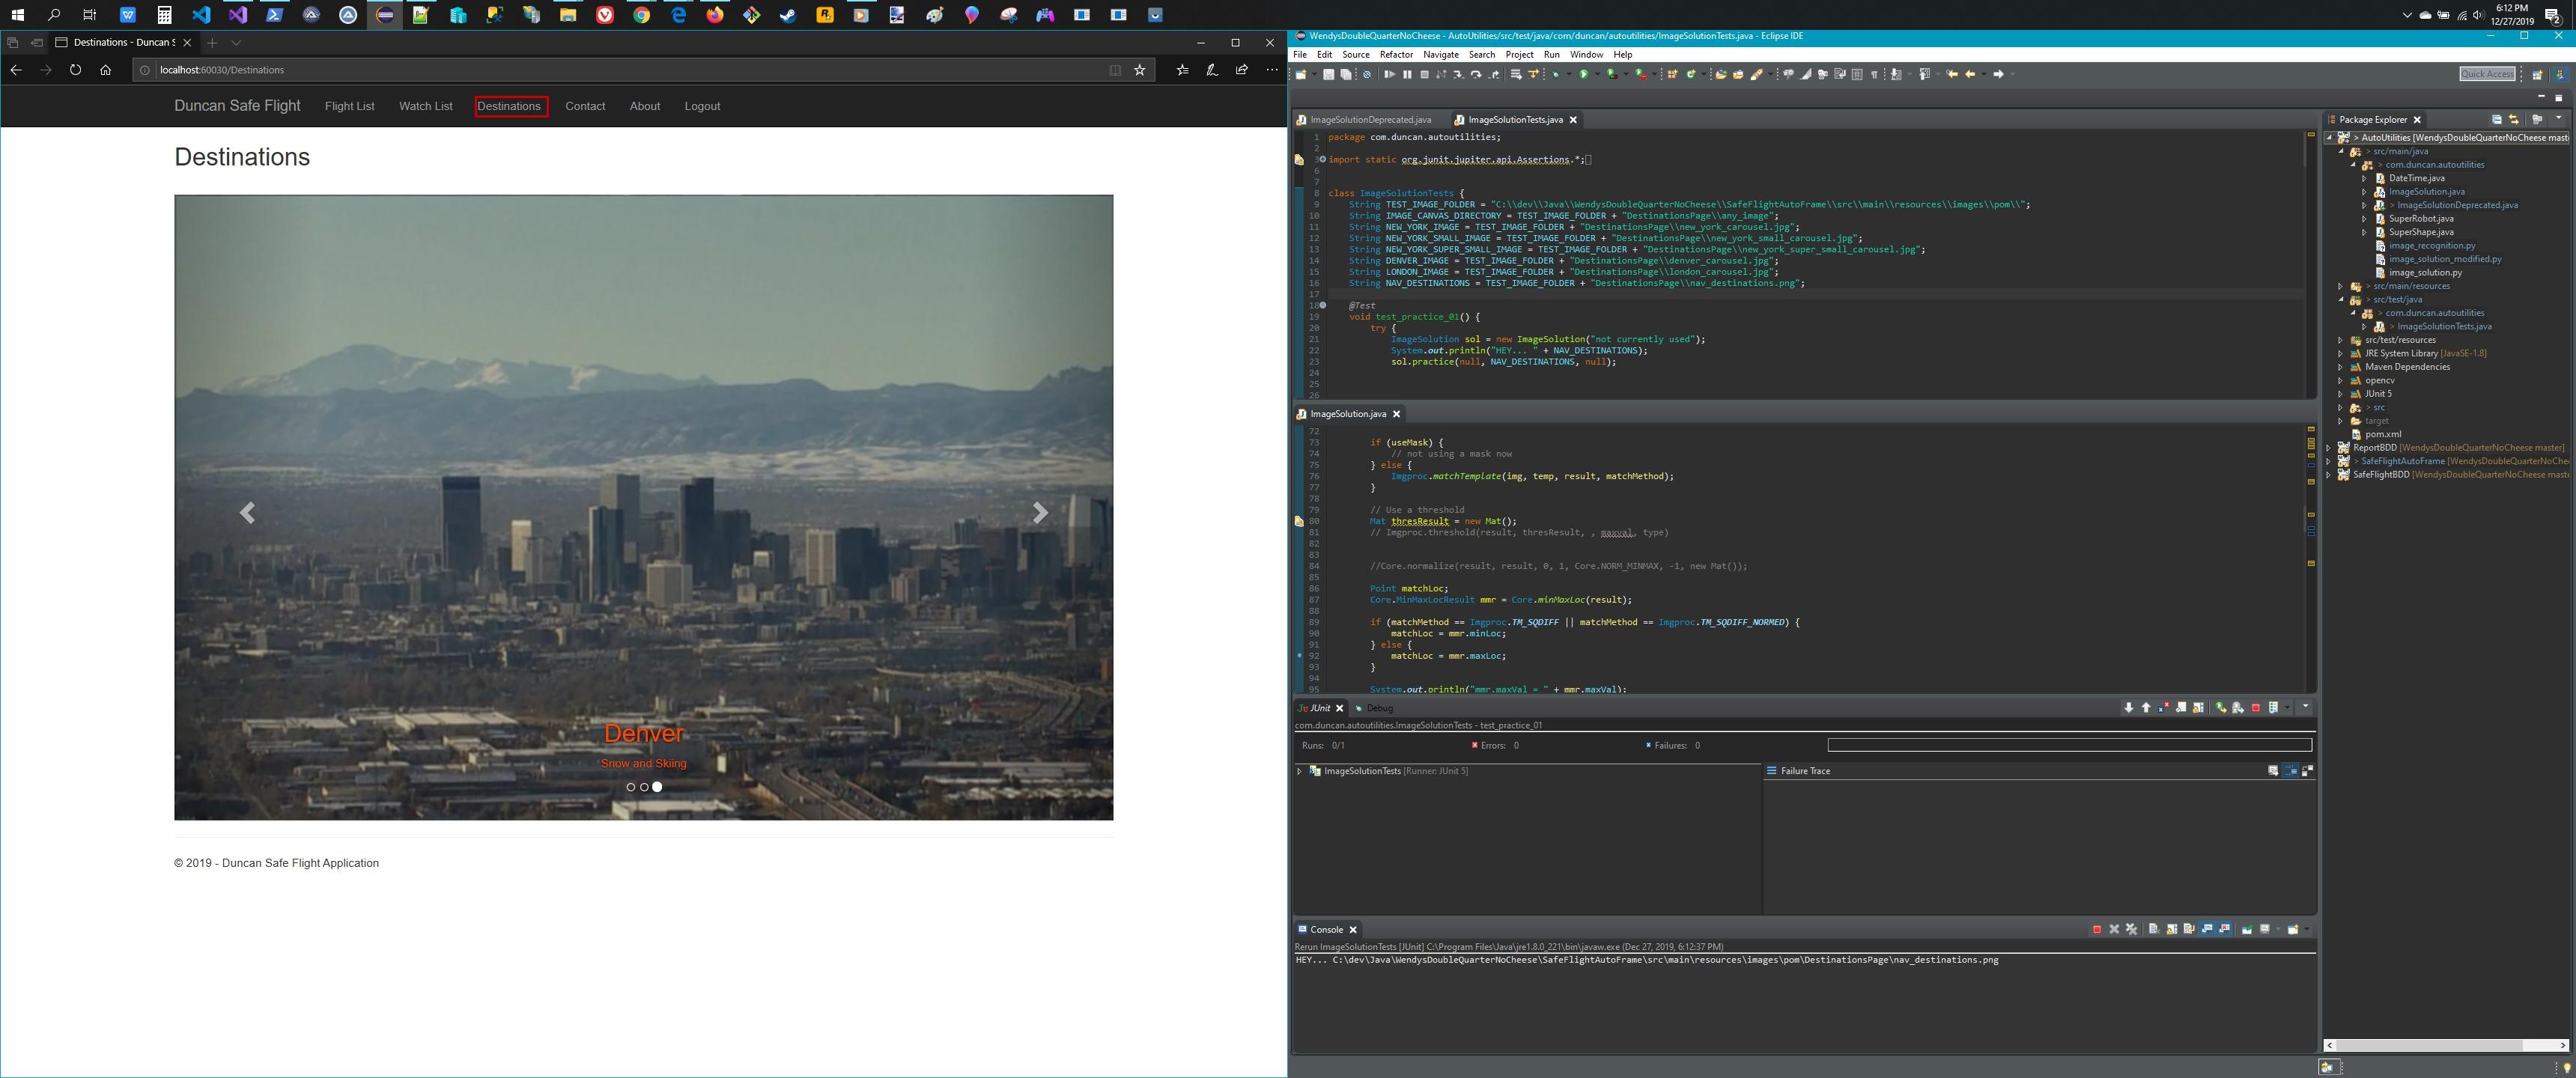 6:12 PM
12/27/2019
2
Destinations - Duncan S
localhost:60030/Destinations
Duncan Safe Flight
Flight List
Watch List
Destinations
Contact
About
Logout
Destinations
Denver
Snow and Skiing
© 2019 - Duncan Safe Flight Application
WendysDoubleQuarterNoCheese - AutoUtilities/src/test/java/com/duncan/autoutilities/ImageSolutionTests.java - Eclipse IDE
File Edit Source Refactor Navigate Search Project Run Window Help
Quick Access
ImageSolutionDeprecated.java
ImageSolutionTests.java
1 package com.duncan.autoutilities;
2
3 import static org.junit.jupiter.api.Assertions.*;
6
7
8 class ImageSolutionTests {
9 String TEST_IMAGE_FOLDER = "C:\\dev\\Java\\WendysDoubleQuarterNoCheese\\SafeFlightAutoFrame\\src\\main\\resources\\images\\pom\\";
10 String IMAGE_CANVAS_DIRECTORY = TEST_IMAGE_FOLDER + "DestinationsPage\\any_image";
11 String NEW_YORK_IMAGE = TEST_IMAGE_FOLDER + "DestinationsPage\\new_york_carousel.jpg";
12 String NEW_YORK_SMALL_IMAGE = TEST_IMAGE_FOLDER + "DestinationsPage\\new_york_small_carousel.jpg";
13 String NEW_YORK_SUPER_SMALL_IMAGE = TEST_IMAGE_FOLDER + "DestinationsPage\\new_york_super_small_carousel.jpg";
14 String DENVER_IMAGE = TEST_IMAGE_FOLDER + "DestinationsPage\\denver_carousel.jpg";
15 String LONDON_IMAGE = TEST_IMAGE_FOLDER + "DestinationsPage\\london_carousel.jpg";
16 String NAV_DESTINATIONS = TEST_IMAGE_FOLDER + "DestinationsPage\\nav_destinations.png";
17
18 @Test
19 void test_practice_01() {
20 try {
21 ImageSolution sol = new ImageSolution("not currently used");
22 System.out.println("HEY... " + NAV_DESTINATIONS);
23 sol.practice(null, NAV_DESTINATIONS, null);
24
25
26
ImageSolution.java
72
73 if (useMask) {
74 // not using a mask now
75 } else {
76 Imgproc.matchTemplate(img, temp, result, matchMethod);
77 }
78
79 // Use a threshold
80 Mat thresResult = new Mat();
81 // Imgproc.threshold(result, thresResult, , maxval, type)
82
83
84 //Core.normalize(result, result, 0, 1, Core.NORM_MINMAX, -1, new Mat());
85
86 Point matchLoc;
87 Core.MinMaxLocResult mmr = Core.minMaxLoc(result);
88
89 if (matchMethod == Imgproc.TM_SQDIFF || matchMethod == Imgproc.TM_SQDIFF_NORMED) {
90 matchLoc = mmr.minLoc;
91 } else {
92 matchLoc = mmr.maxLoc;
93 }
94
95 System.out.println("mmr.maxVal = " + mmr.maxVal);
JUnit
Debug
com.duncan.autoutilities.ImageSolutionTests - test_practice_01
Runs: 0/1
Errors: 0
Failures: 0
ImageSolutionTests [Runner: JUnit 5]
Failure Trace
Console
Rerun ImageSolutionTests [JUnit] C:\Program Files\Java\jre1.8.0_221\bin\javaw.exe (Dec 27, 2019, 6:12:37 PM)
HEY... C:\dev\Java\WendysDoubleQuarterNoCheese\SafeFlightAutoFrame\src\main\resources\images\pom\DestinationsPage\nav_destinations.png
Package Explorer
> AutoUtilities [WendysDoubleQuarterNoCheese mast
> src/main/java
> com.duncan.autoutilities
DateTime.java
ImageSolution.java
> ImageSolutionDeprecated.java
SuperRobot.java
SuperShape.java
image_recognition.py
image_solution_modified.py
image_solution.py
> src/main/resources
> src/test/java
> com.duncan.autoutilities
> ImageSolutionTests.java
src/test/resources
JRE System Library [JavaSE-1.8]
Maven Dependencies
opencv
JUnit 5
> src
target
pom.xml
ReportBDD [WendysDoubleQuarterNoCheese master]
> SafeFlightAutoFrame [WendysDoubleQuarterNoChee
SafeFlightBDD [WendysDoubleQuarterNoCheese mast